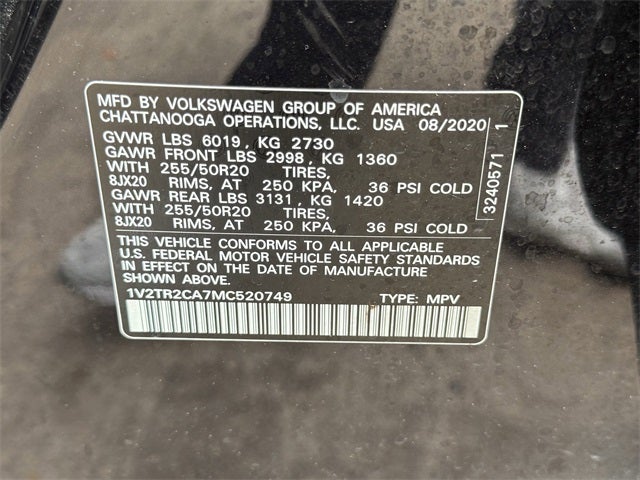 MFD BY VOLKSWAGEN GROUP OF AMERICA
CHATTANOOGA OPERATIONS, LLC. USA 08/2020
GVWR LBS 6019, KG 2730
GAWR FRONT LBS 2998, KG 1360
WITH 255/50R20 TIRES,
8JX20 RIMS, AT 250 KPA, 36 PSI COLD
GAWR REAR LBS 3131, KG 1420
WITH 255/50R20 TIRES,
8JX20 RIMS, AT 250 KPA, 36 PSI COLD
THIS VEHICLE CONFORMS TO ALL APPLICABLE
U.S. FEDERAL MOTOR VEHICLE SAFETY STANDARDS
IN EFFECT ON THE DATE OF MANUFACTURE
SHOWN ABOVE.
1V2TR2CA7MC520749 TYPE: MPV
3240571 1